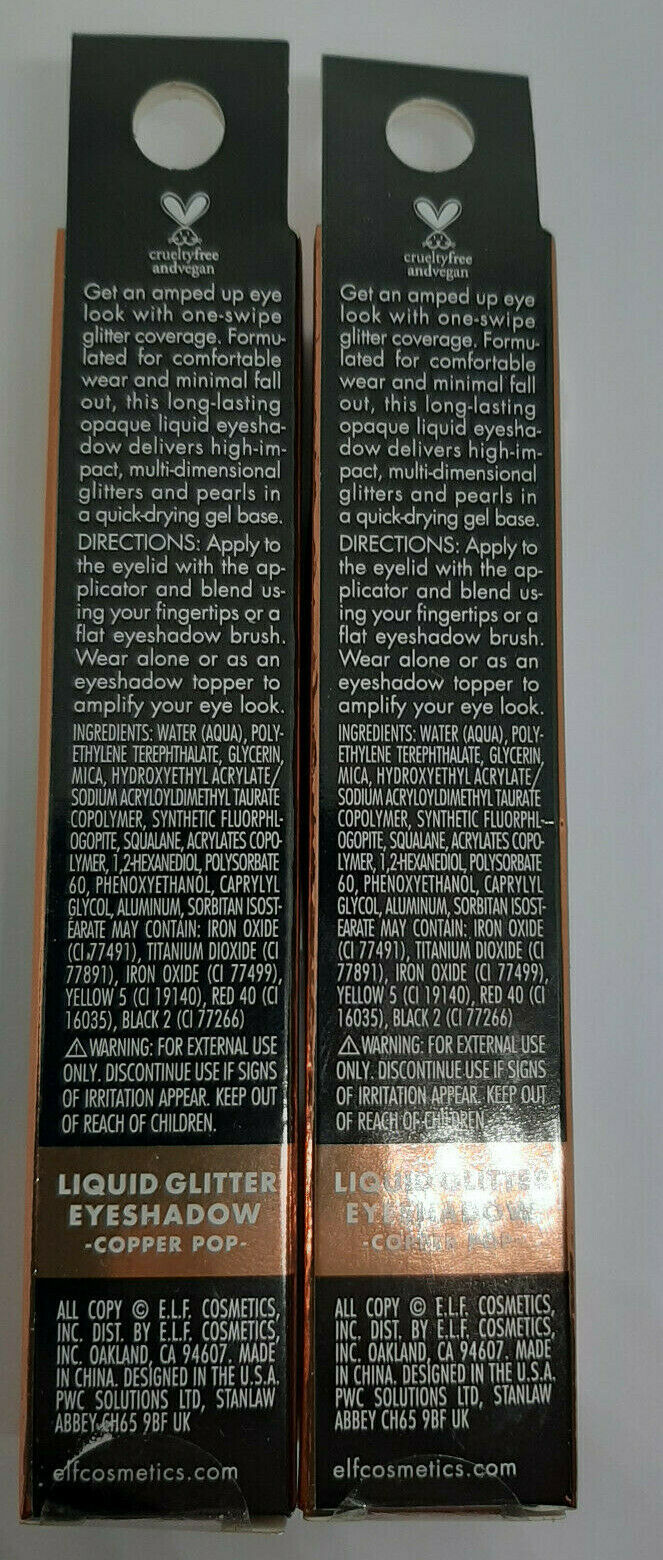 crueltyfree
andvegan
Get an amped up eye
look with one-swipe
glitter coverage. Formu-
lated for comfortable
wear and minimal fall
out, this long-lasting
opaque liquid eyesha-
dow delivers high-im-
pact, multi-dimensional
glitters and pearls in
a quick-drying gel base.
DIRECTIONS: Apply to
the eyelid with the ap-
plicator and blend us-
ing your fingertips or a
flat eyeshadow brush.
Wear alone or as an
eyeshadow topper to
amplify your eye look.
INGREDIENTS: WATER (AQUA), POLY-
ETHYLENE TEREPHTHALATE, GLYCERIN,
MICA, HYDROXYETHYL ACRYLATE/
SODIUM ACRYLOYLDIMETHYL TAURATE
COPOLYMER, SYNTHETIC FLUORPHL-
OGOPITE, SQUALANE, ACRYLATES COPO-
LYMER, 1,2-HEXANEDIOL, POLYSORBATE
60, PHENOXYETHANOL, CAPRYLYL
GLYCOL, ALUMINUM, SORBITAN ISOST-
EARATE MAY CONTAIN: IRON OXIDE
(CI 77491), TITANIUM DIOXIDE (CI
77891), IRON OXIDE (CI 77499),
YELLOW 5 (CI 19140), RED 40 (CI
16035), BLACK 2 (CI 77266)
⚠WARNING: FOR EXTERNAL USE
ONLY. DISCONTINUE USE IF SIGNS
OF IRRITATION APPEAR. KEEP OUT
OF REACH OF CHILDREN.
LIQUID GLITTER
EYESHADOW
-COPPER POP-
ALL COPY © E.L.F. COSMETICS,
INC. DIST. BY E.L.F. COSMETICS,
INC. OAKLAND, CA 94607. MADE
IN CHINA. DESIGNED IN THE U.S.A.
PWC SOLUTIONS LTD, STANLAW
ABBEY CH65 9BF UK
elfcosmetics.com
crueltyfree
andvegan
Get an amped up eye
look with one-swipe
glitter coverage. Formu-
lated for comfortable
wear and minimal fall
out, this long-lasting
opaque liquid eyesha-
dow delivers high-im-
pact, multi-dimensional
glitters and pearls in
a quick-drying gel base.
DIRECTIONS: Apply to
the eyelid with the ap-
plicator and blend us-
ing your fingertips or a
flat eyeshadow brush.
Wear alone or as an
eyeshadow topper to
amplify your eye look.
INGREDIENTS: WATER (AQUA), POLY-
ETHYLENE TEREPHTHALATE, GLYCERIN,
MICA, HYDROXYETHYL ACRYLATE/
SODIUM ACRYLOYLDIMETHYL TAURATE
COPOLYMER, SYNTHETIC FLUORPHL-
OGOPITE, SQUALANE, ACRYLATES COPO-
LYMER, 1,2-HEXANEDIOL, POLYSORBATE
60, PHENOXYETHANOL, CAPRYLYL
GLYCOL, ALUMINUM, SORBITAN ISOST-
EARATE MAY CONTAIN: IRON OXIDE
(CI 77491), TITANIUM DIOXIDE (CI
77891), IRON OXIDE (CI 77499),
YELLOW 5 (CI 19140), RED 40 (CI
16035), BLACK 2 (CI 77266)
⚠WARNING: FOR EXTERNAL USE
ONLY. DISCONTINUE USE IF SIGNS
OF IRRITATION APPEAR. KEEP OUT
OF REACH OF CHILDREN.
LIQUID GLITTER
EYESHADOW
-COPPER POP-
ALL COPY © E.L.F. COSMETICS,
INC. DIST. BY E.L.F. COSMETICS,
INC. OAKLAND, CA 94607. MADE
IN CHINA. DESIGNED IN THE U.S.A.
PWC SOLUTIONS LTD, STANLAW
ABBEY CH65 9BF UK
elfcosmetics.com